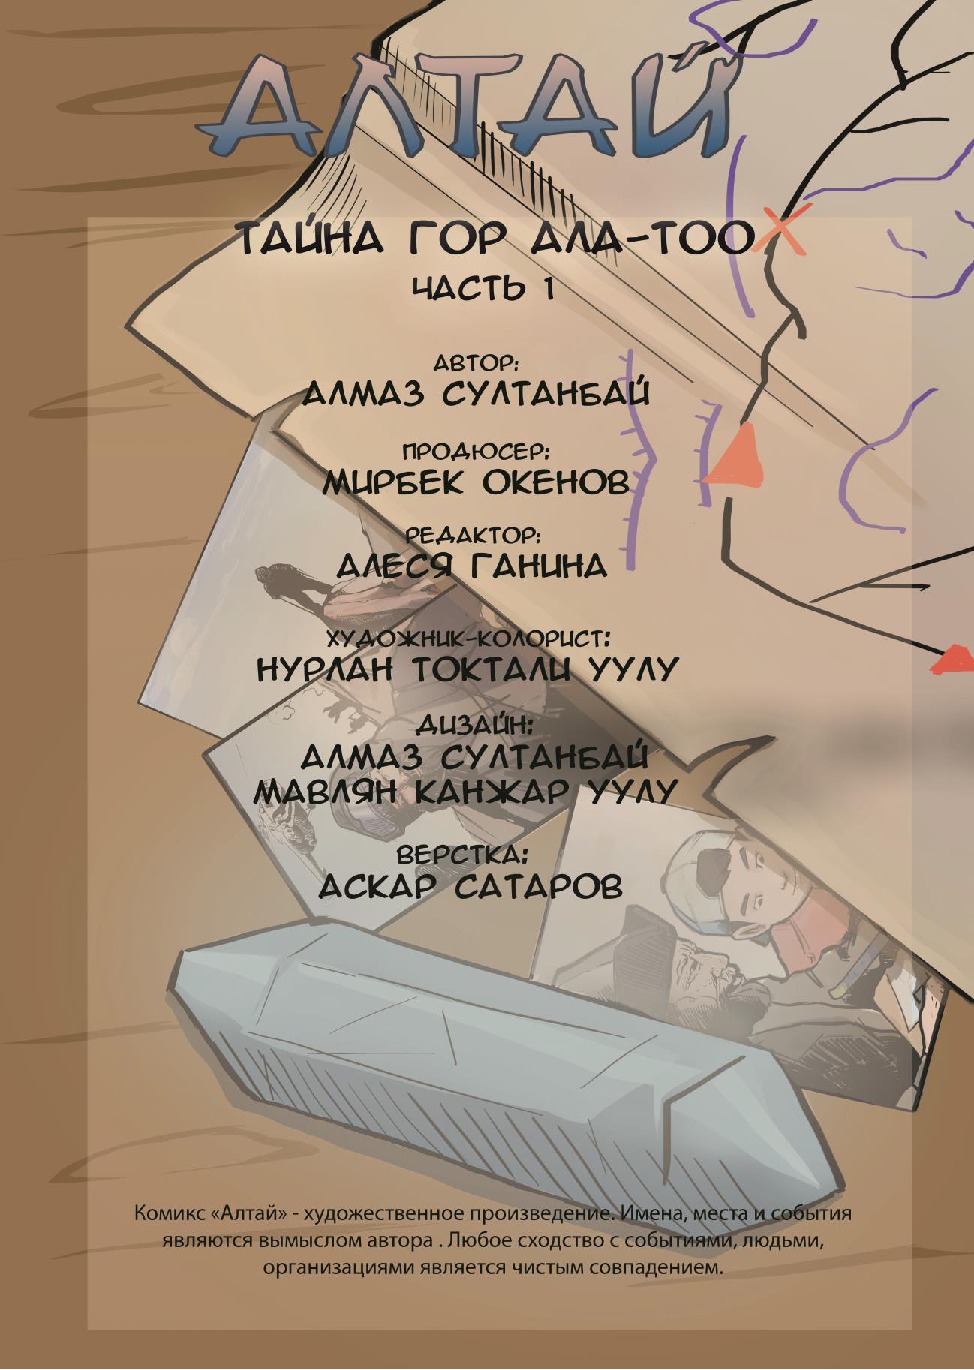 АЛТАЙ
ТАЙНА ГОР АЛА-ТОО
ЧАСТЬ 1
АВТОР:
АЛМАЗ СУЛТАНБАЙ
ПРОДЮСЕР:
МИРБЕК ОКЕНОВ
РЕДАКТОР:
АЛЕСЯ ГАНИНА
ХУДОЖНИК-КОЛОРИСТ:
НУРЛАН ТОКТАЛИ УУЛУ
ДИЗАЙН:
АЛМАЗ СУЛТАНБАЙ
МАВЛЯН КАНЖАР УУЛУ
ВЕРСТКА:
АСКАР САТАРОВ
Комикс «Алтай» - художественное произведение. Имена, места и события
являются вымыслом автора . Любое сходство с событиями, людьми,
организациями является чистым совпадением.